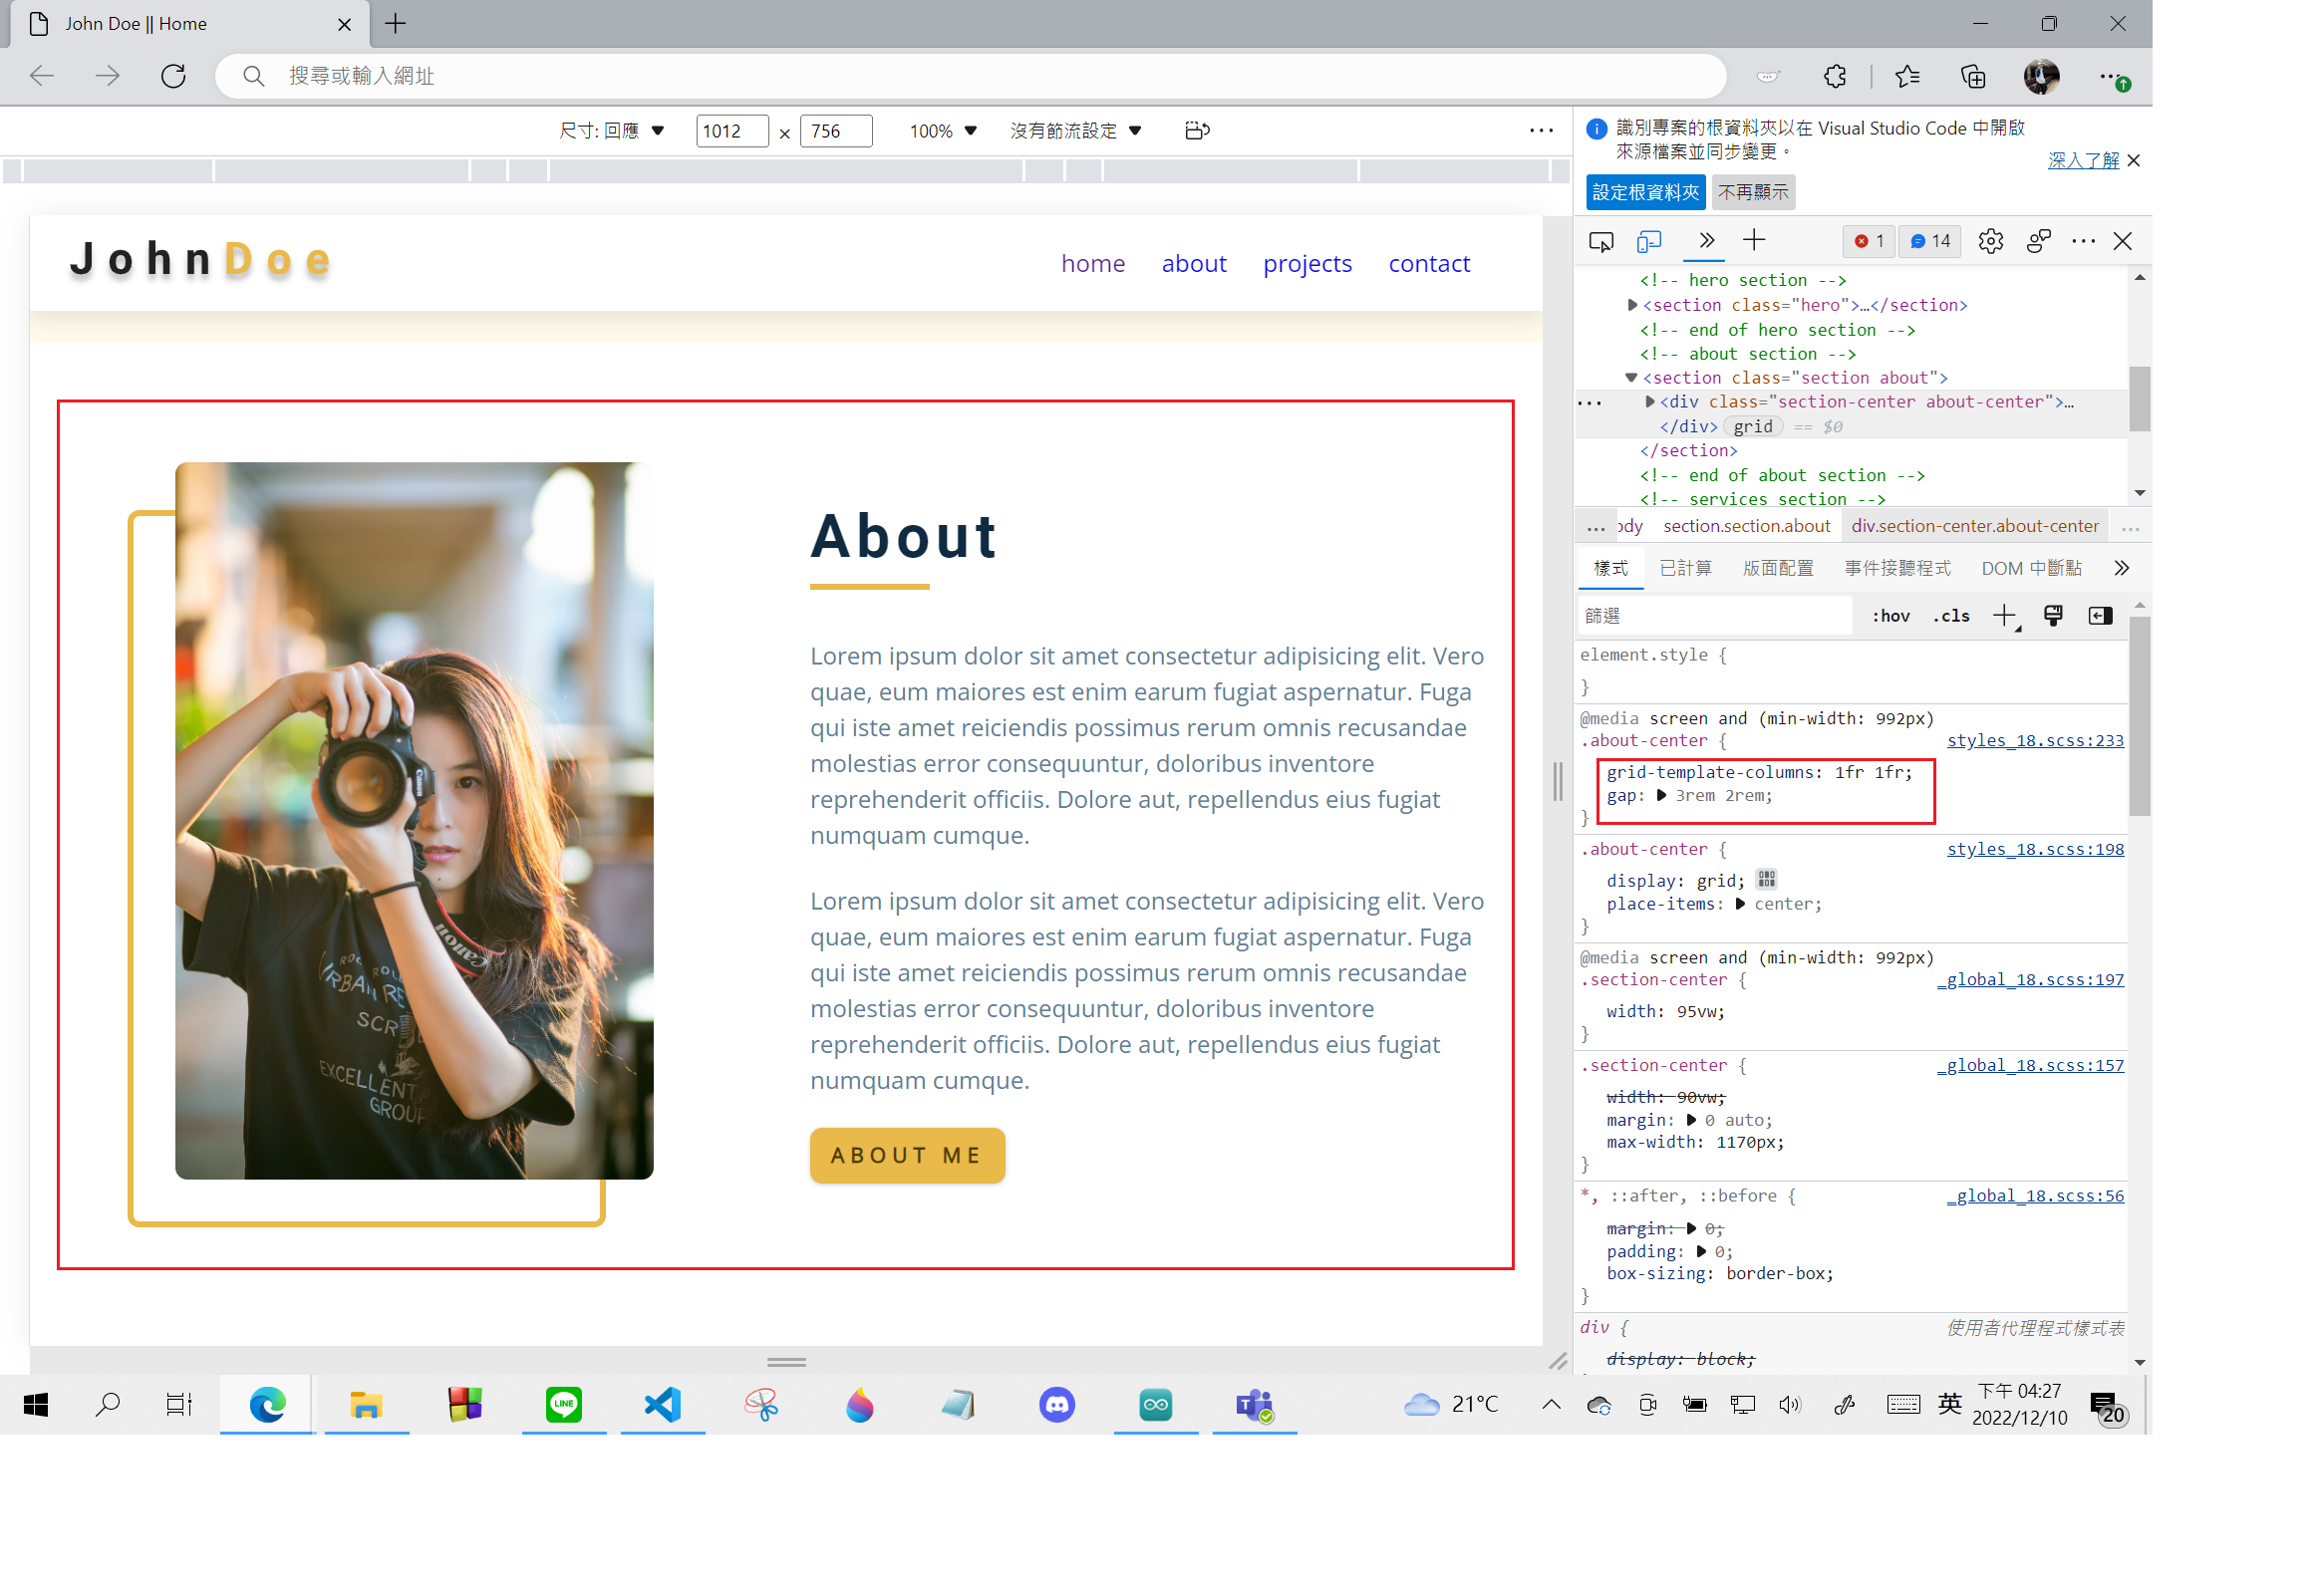 John Doe || Home
搜尋或輸入網址
尺寸: 回應 1012 × 756 100% 沒有節流設定
識別專案的根資料夾以在 Visual Studio Code 中開啟
來源檔案並同步變更。
深入了解
設定根資料夾 不再顯示
1 14
JohnDoe
home about projects contact
About
Lorem ipsum dolor sit amet consectetur adipisicing elit. Vero
quae, eum maiores est enim earum fugiat aspernatur. Fuga
qui iste amet reiciendis possimus rerum omnis recusandae
molestias error consequuntur, doloribus inventore
reprehenderit officiis. Dolore aut, repellendus eius fugiat
numquam cumque.
Lorem ipsum dolor sit amet consectetur adipisicing elit. Vero
quae, eum maiores est enim earum fugiat aspernatur. Fuga
qui iste amet reiciendis possimus rerum omnis recusandae
molestias error consequuntur, doloribus inventore
reprehenderit officiis. Dolore aut, repellendus eius fugiat
numquam cumque.
ABOUT ME
Canon
EXCELLENT
GROUP
<!-- hero section -->
<section class="hero">…</section>
<!-- end of hero section -->
<!-- about section -->
<section class="section about">
<div class="section-center about-center">…
</div> grid == $0
</section>
<!-- end of about section -->
<!-- services section -->
… ody section.section.about div.section-center.about-center …
樣式 已計算 版面配置 事件接聽程式 DOM 中斷點
篩選 :hov .cls
element.style {
}
@media screen and (min-width: 992px)
.about-center { styles_18.scss:233
grid-template-columns: 1fr 1fr;
gap: 3rem 2rem;
}
.about-center { styles_18.scss:198
display: grid;
place-items: center;
}
@media screen and (min-width: 992px)
.section-center { _global_18.scss:197
width: 95vw;
}
.section-center { _global_18.scss:157
width: 90vw;
margin: 0 auto;
max-width: 1170px;
}
*, ::after, ::before { _global_18.scss:56
margin: 0;
padding: 0;
box-sizing: border-box;
}
div { 使用者代理程式樣式表
display: block;
LINE
21°C
英
下午 04:27
2022/12/10
20